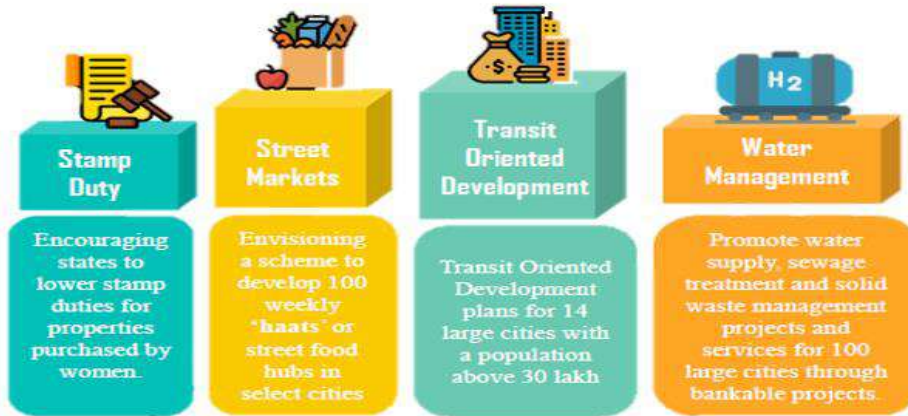 H2
Stamp
Duty
Street
Markets
Transit
Oriented
Development
Water
Management
Encouraging
states to
lower stamp
duties for
properties
purchased by
women.
Envisioning
a scheme to
develop 100
weekly
‘haats’ or
street food
hubs in
select cities
Transit Oriented
Development
plans for 14
large cities with
a population
above 30 lakh
Promote water
supply, sewage
treatment and solid
waste management
projects and
services for 100
large cities through
bankable projects.